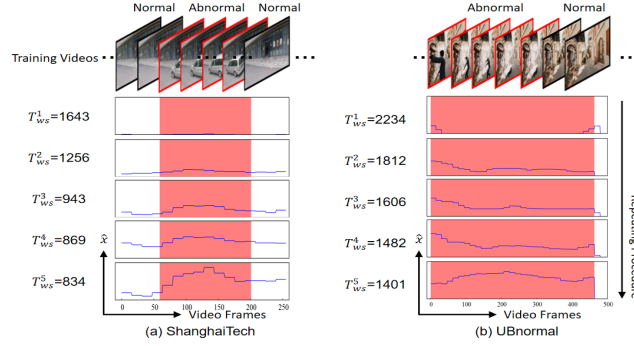 Normal Abnormal Normal
Abnormal Normal
Training Videos
T¹ws=1643
T²ws=1256
T³ws=943
T⁴ws=869
T⁵ws=834
x̂
0 50 100 150 200 250
Video Frames
(a) ShanghaiTech
T¹ws=2234
T²ws=1812
T³ws=1606
T⁴ws=1482
T⁵ws=1401
x̂
0 100 200 300 400 500
Video Frames
(b) UBnormal
Repeating Procedure